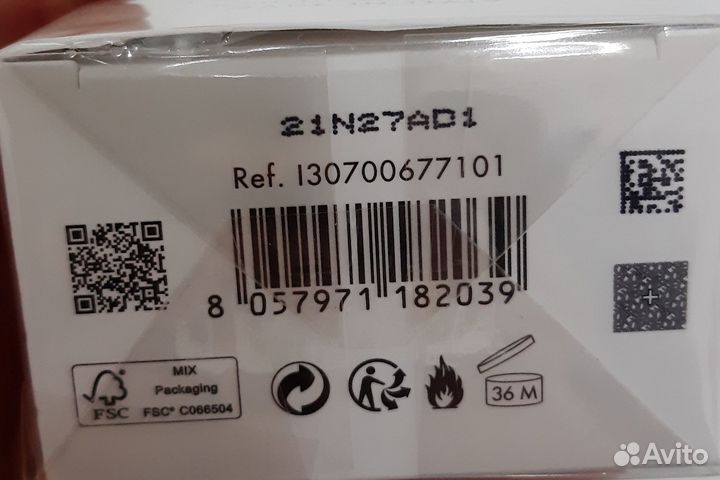 21N27AD1
Ref. I30700677101
8 057971 182039
MIX
Packaging
FSC® C066504
FSC
36 M
Avito